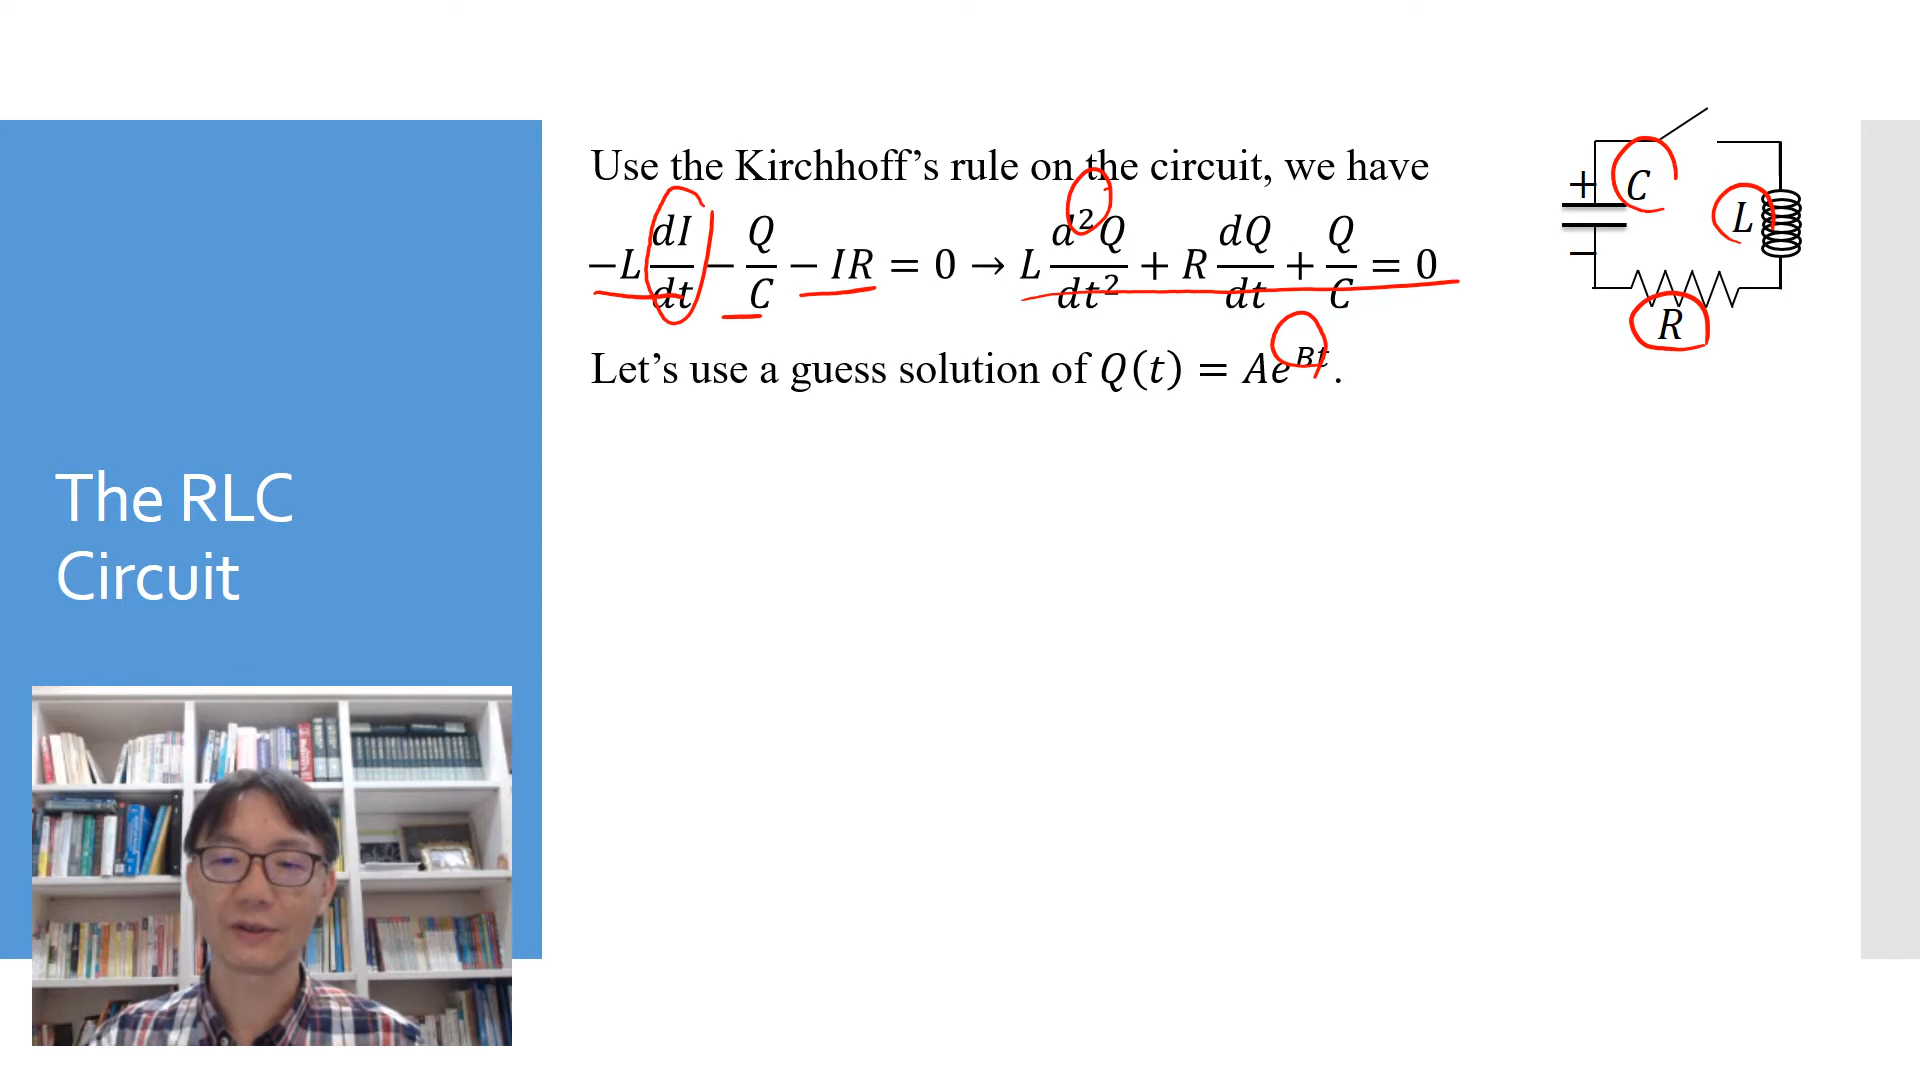 Use the Kirchhoff's rule on the circuit, we have
−L dI/dt − Q/C − IR = 0 → L d²Q/dt² + R dQ/dt + Q/C = 0
Let's use a guess solution of Q(t) = Ae^{Bt}.
+ C
L
−
R
The RLC
Circuit